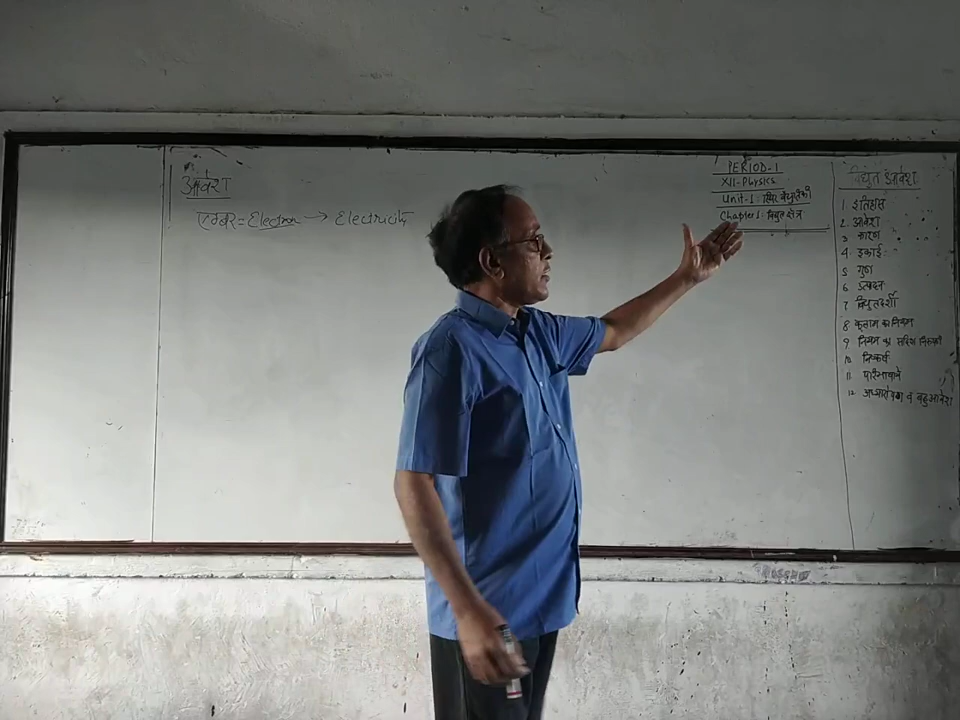 आवेश
एम्बर = Electron → Electricity
PERIOD-1
XII-Physics
Unit-1. स्थिर वैद्युतिकी
Chapter 1. विद्युत क्षेत्र
विद्युत आवेश
1. इतिहास
2. आवेश
3 कारण
4. इकाई
5 गुण
6
7 विद्युतदर्शी
8 कूलाम का नियम
9 नियम का सदिश निरूपण
10 निष्कर्ष
11 परिभाषायें
12 अध्यारोपण व बहुआवेश